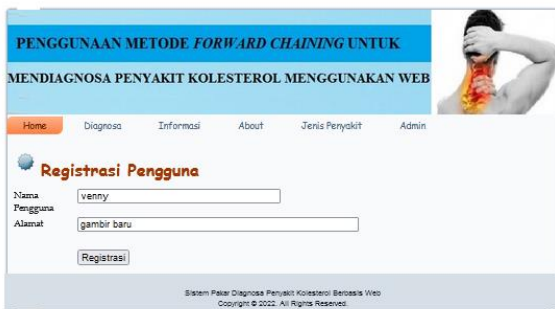 PENGGUNAAN METODE FORWARD CHAINING UNTUK
MENDIAGNOSA PENYAKIT KOLESTEROL MENGGUNAKAN WEB
Home Diagnosa Informasi About Jenis Penyakit Admin
Registrasi Pengguna
Nama
Pengguna venny
Alamat gambir baru
Registrasi
Sistem Pakar Diagnosa Penyakit Kolesterol Berbasis Web
Copyright © 2022. All Rights Reserved.